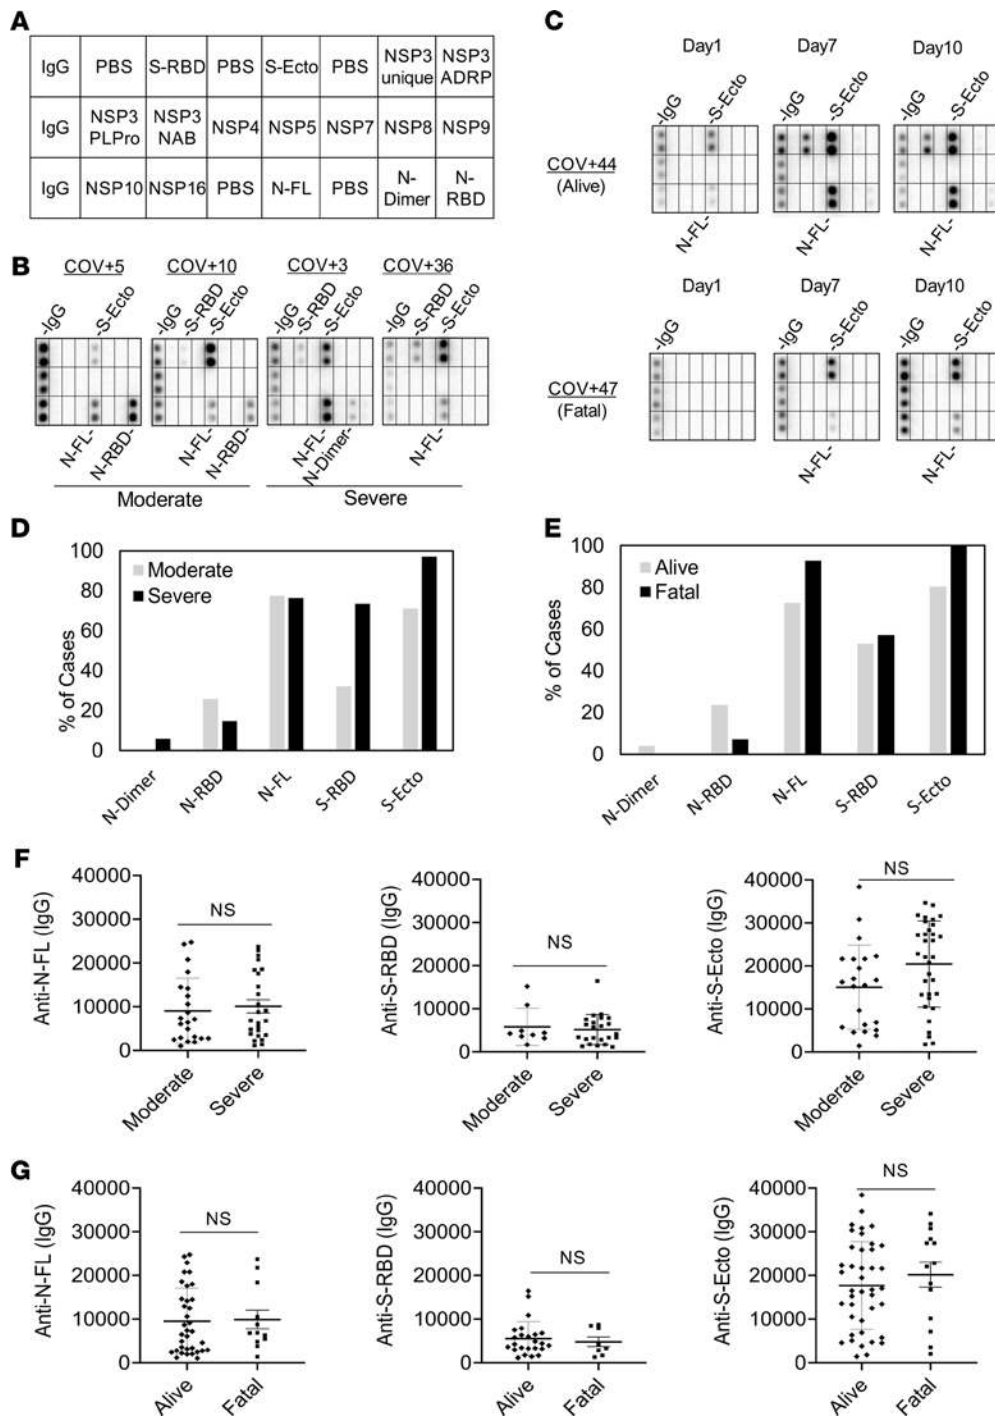 A
IgG PBS S-RBD PBS S-Ecto PBS NSP3 unique NSP3 ADRP
IgG NSP3 PLPro NSP3 NAB NSP4 NSP5 NSP7 NSP8 NSP9
IgG NSP10 NSP16 PBS N-FL PBS N-Dimer N-RBD
B
COV+5 COV+10 COV+3 COV+36
-IgG -S-Ecto -IgG -S-RBD -S-Ecto -IgG -S-RBD -S-Ecto -IgG -S-RBD -S-Ecto
N-FL- N-RBD- N-FL- N-RBD- N-FL- N-Dimer- N-FL-
Moderate Severe
C
Day1 Day7 Day10
-IgG -S-Ecto -IgG -S-Ecto -IgG -S-Ecto
COV+44
(Alive)
N-FL- N-FL- N-FL-
Day1 Day7 Day10
-IgG -IgG -S-Ecto -IgG -S-Ecto
COV+47
(Fatal)
N-FL- N-FL-
D
% of Cases
100
80
60
40
20
0
Moderate
Severe
N-Dimer N-RBD N-FL S-RBD S-Ecto
E
% of Cases
100
80
60
40
20
0
Alive
Fatal
N-Dimer N-RBD N-FL S-RBD S-Ecto
F
Anti-N-FL (IgG)
40000
30000
20000
10000
0
NS
Moderate Severe
Anti-S-RBD (IgG)
40000
30000
20000
10000
0
NS
Moderate Severe
Anti-S-Ecto (IgG)
40000
30000
20000
10000
0
NS
Moderate Severe
G
Anti-N-FL (IgG)
40000
30000
20000
10000
0
NS
Alive Fatal
Anti-S-RBD (IgG)
40000
30000
20000
10000
0
NS
Alive Fatal
Anti-S-Ecto (IgG)
40000
30000
20000
10000
0
NS
Alive Fatal